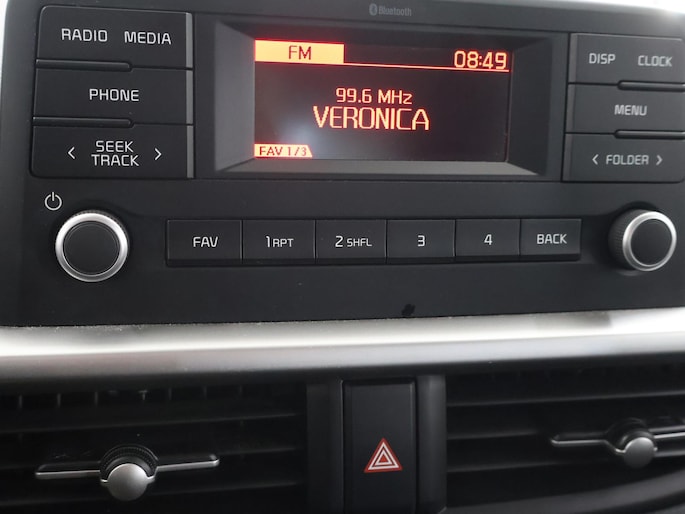 Bluetooth
RADIO MEDIA
FM 08:49
DISP CLOCK
PHONE
99.6 MHz
VERONICA
MENU
< SEEK TRACK >
FAV 1/3
< FOLDER >
FAV
1 RPT
2 SHFL
3
4
BACK